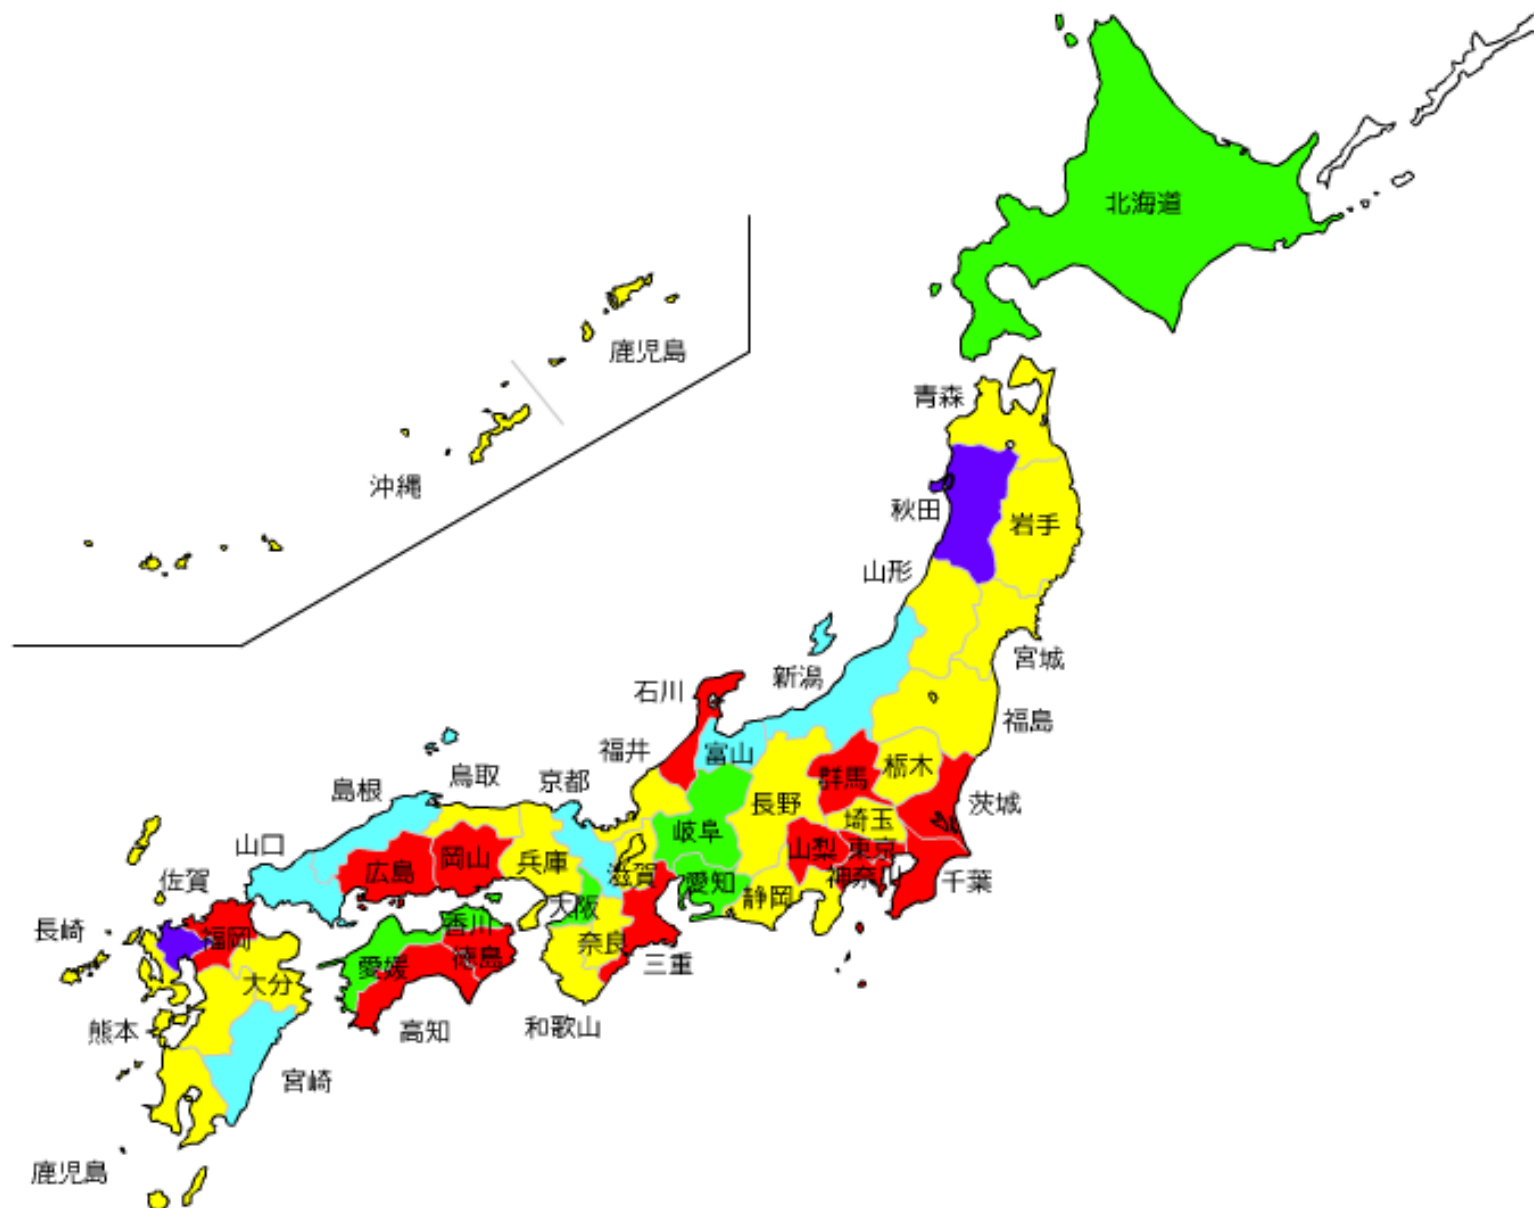 北海道
鹿児島
青森
沖縄
秋田
岩手
山形
宮城
新潟
石川
福島
福井
富山
栃木
群馬
島根
鳥取
京都
長野
茨城
埼玉
岐阜
山口
広島
岡山
兵庫
滋賀
山梨
東京
神奈川
千葉
佐賀
愛知
静岡
大阪
香川
長崎
福岡
奈良
三重
愛媛
徳島
大分
熊本
高知
和歌山
宮崎
鹿児島